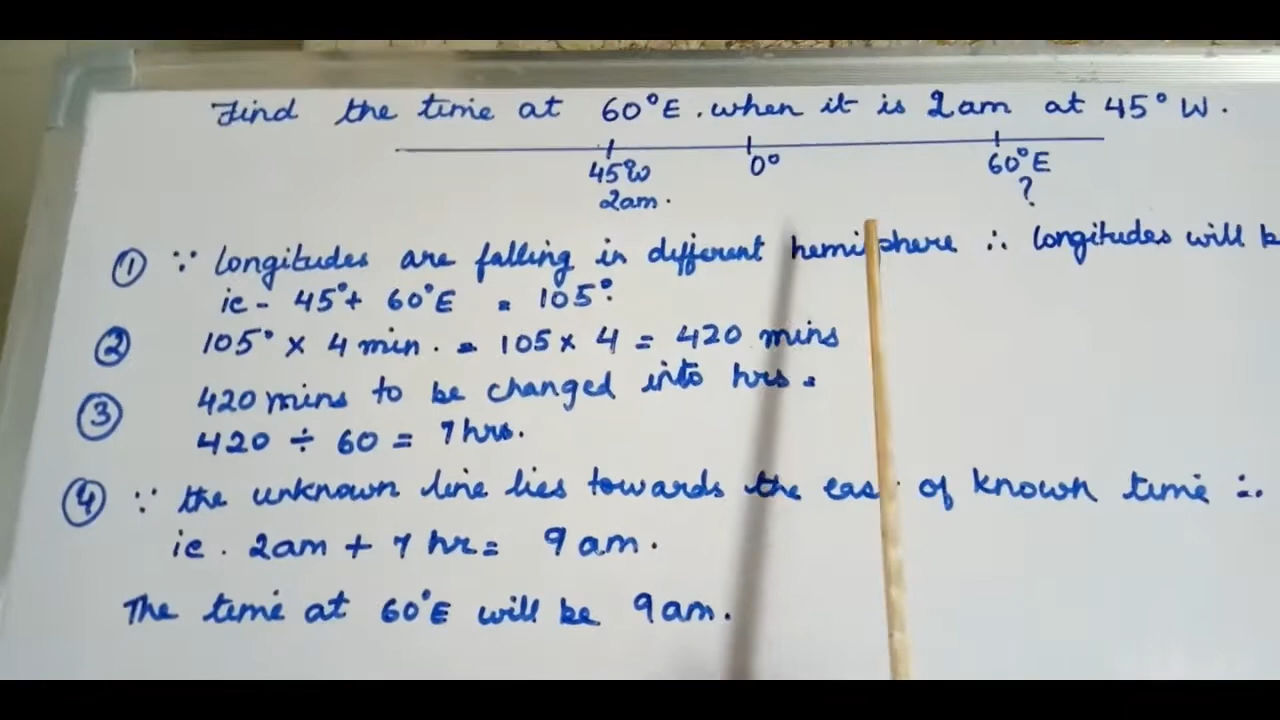 Find the time at 60°E. when it is 2am at 45° W.
45°W 0° 60°E
2am. ?
① ∵ longitudes are falling in different hemisphere ∴ longitudes will
ie - 45°+ 60°E = 105°.
② 105° × 4 min. = 105 × 4 = 420 mins
③ 420 mins to be changed into hrs =
420 ÷ 60 = 7 hrs.
④ ∵ the unknown line lies towards the eas of known time ∴
ie. 2am + 7 hr = 9 am.
The time at 60°E will be 9am.